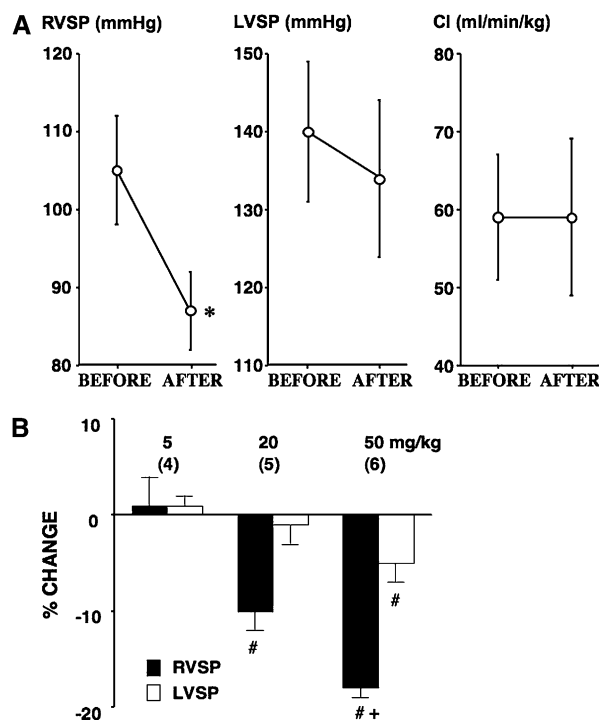 A
RVSP (mmHg)
120
110
100
90
80
BEFORE AFTER
*
LVSP (mmHg)
150
140
130
120
110
BEFORE AFTER
CI (ml/min/kg)
80
70
60
50
40
BEFORE AFTER
B
% CHANGE
10
0
-10
-20
5 20 50 mg/kg
(4) (5) (6)
#
#
# +
RVSP
LVSP